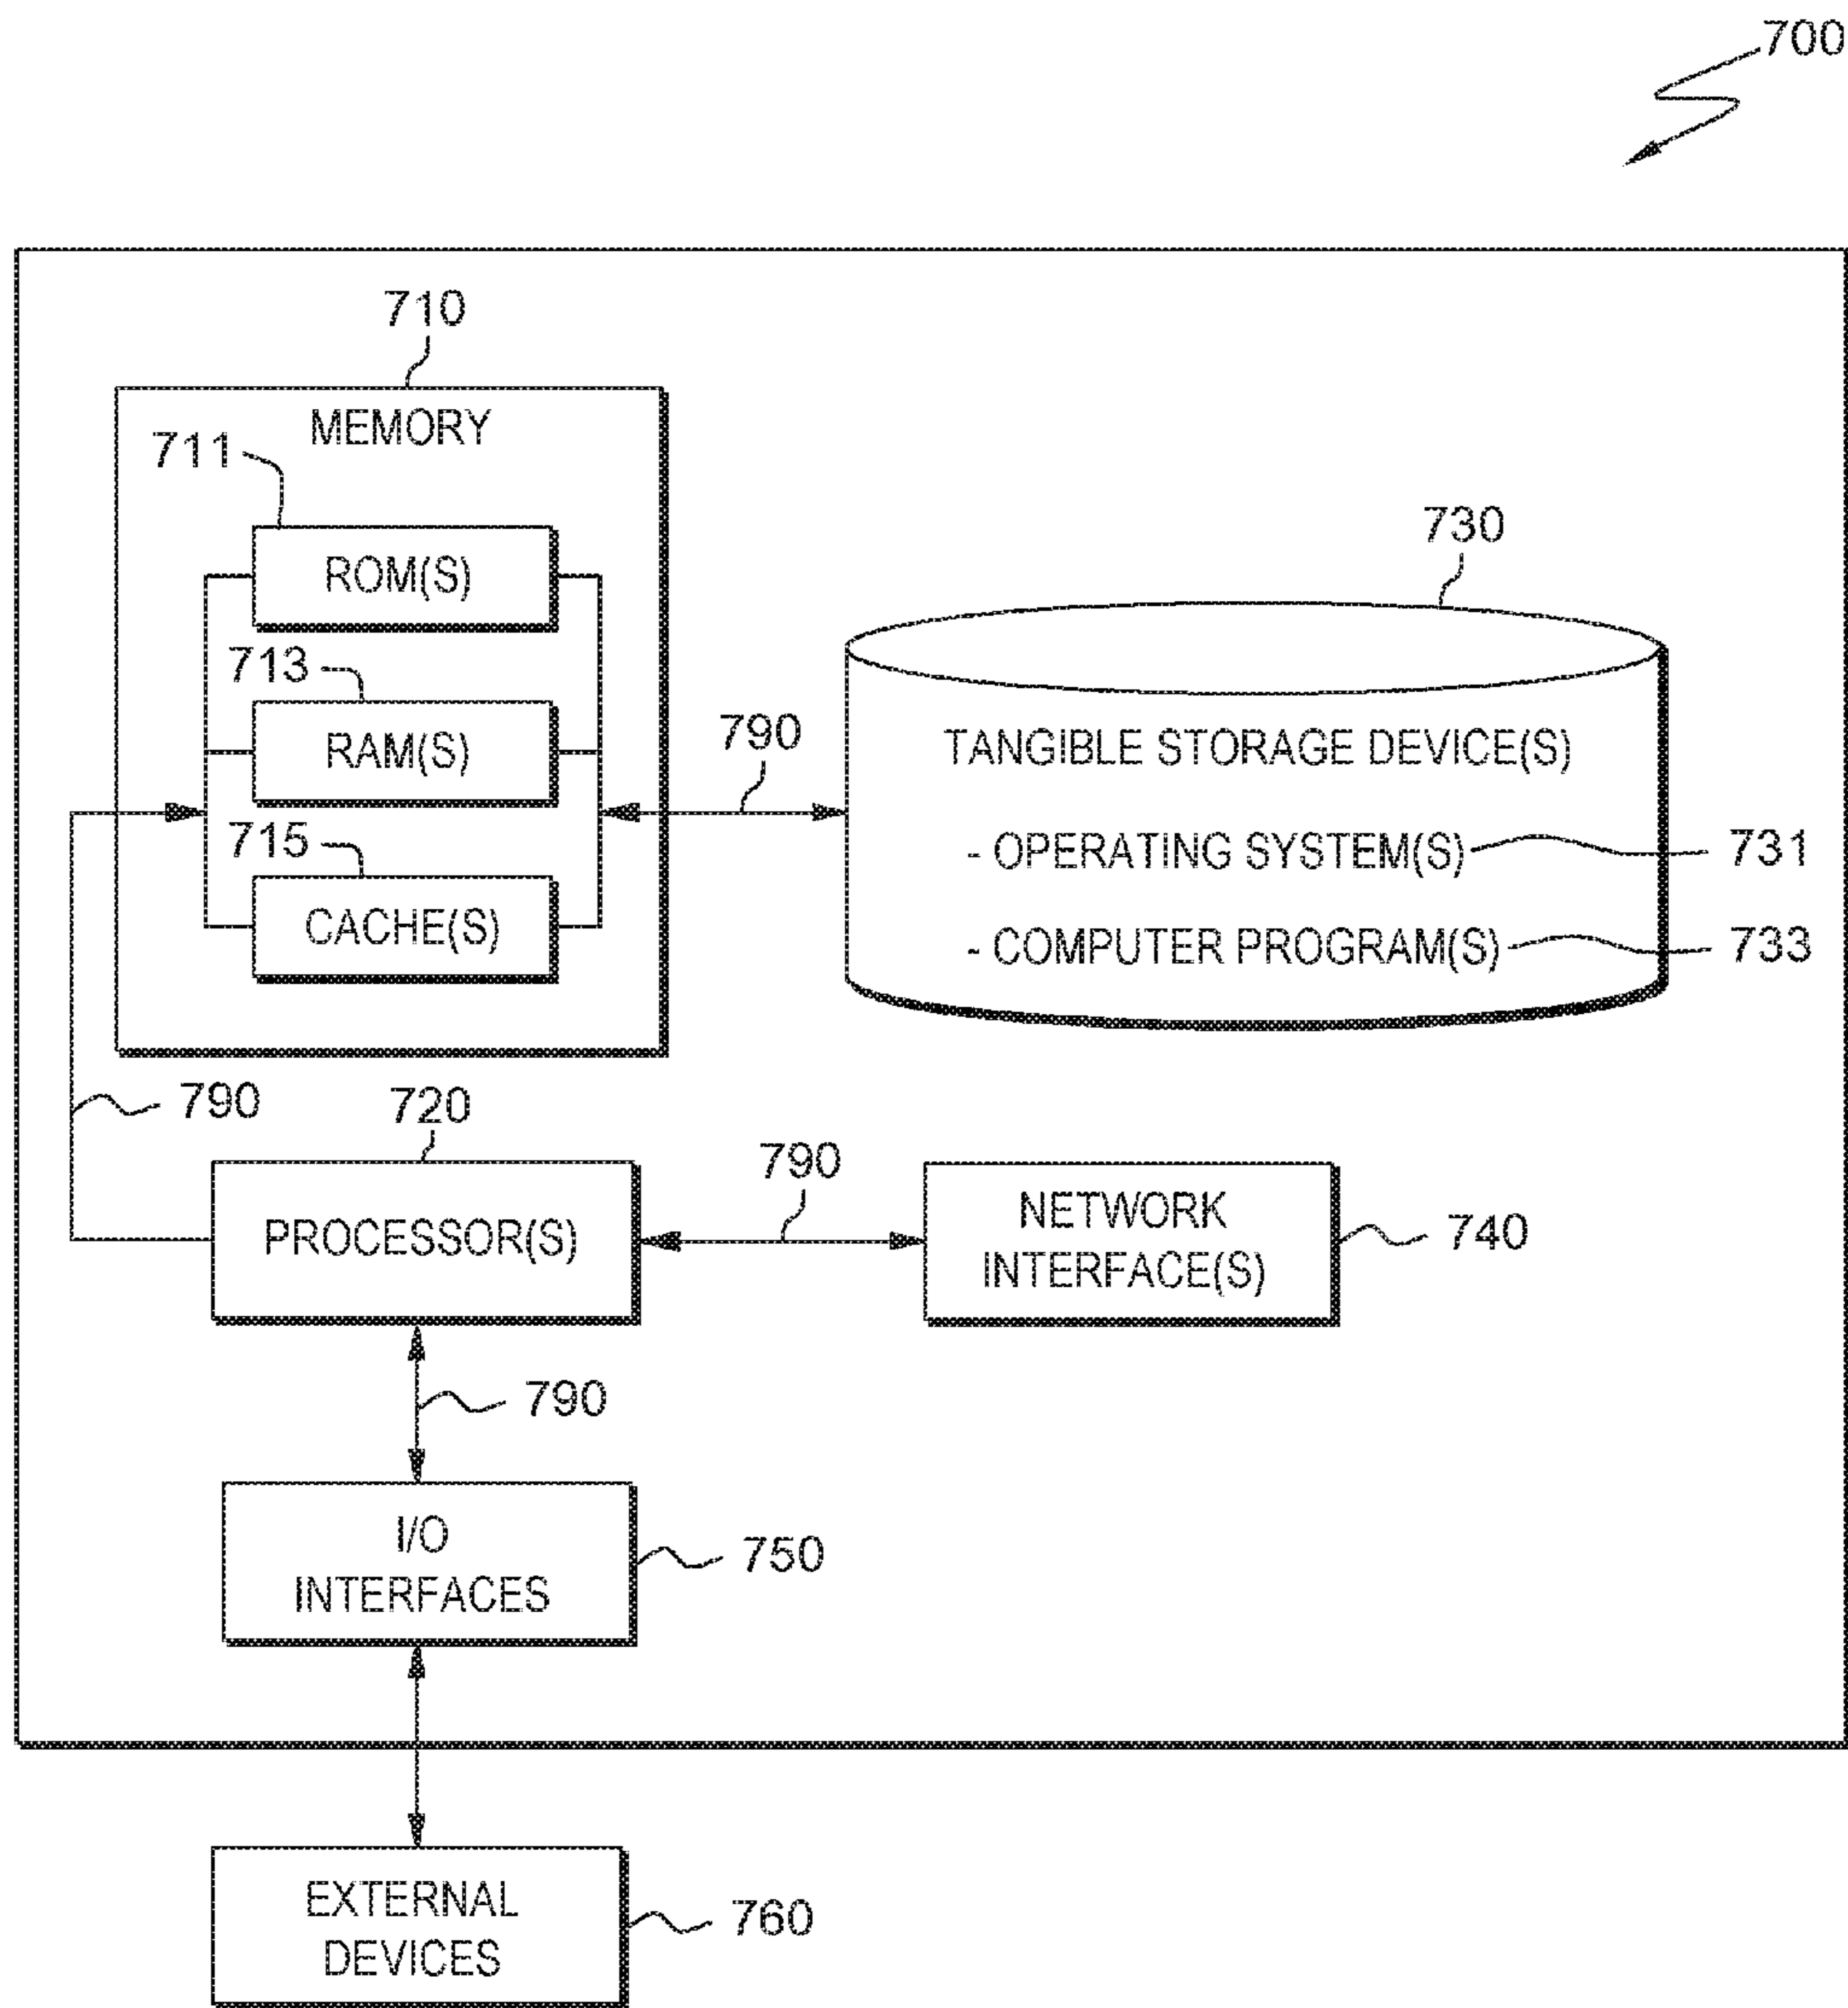 700
710
MEMORY
711
ROM(S)
730
713
RAM(S)
790
TANGIBLE STORAGE DEVICE(S)
715
- OPERATING SYSTEM(S)
731
CACHE(S)
- COMPUTER PROGRAM(S)
733
790
720
790
PROCESSOR(S)
NETWORK
INTERFACE(S)
740
790
I/O
INTERFACES
750
EXTERNAL
DEVICES
760